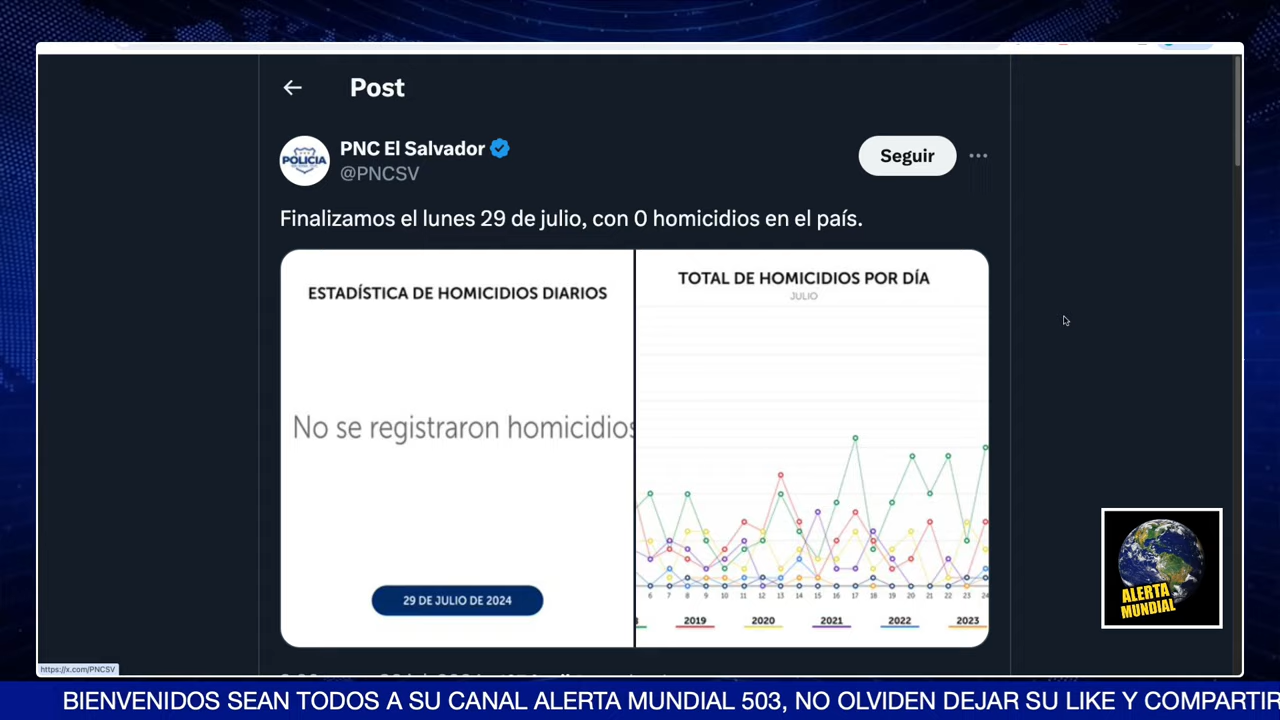 Post
PNC El Salvador
@PNCSV
Seguir
Finalizamos el lunes 29 de julio, con 0 homicidios en el país.
ESTADÍSTICA DE HOMICIDIOS DIARIOS
No se registraron homicidios
29 DE JULIO DE 2024
TOTAL DE HOMICIDIOS POR DÍA
JULIO
6 7 8 9 10 11 12 13 14 15 16 17 18 19 20 21 22 23 24
2019 2020 2021 2022 2023
POLICIA
ALERTA
MUNDIAL
https://x.com/PNCSV
BIENVENIDOS SEAN TODOS A SU CANAL ALERTA MUNDIAL 503, NO OLVIDEN DEJAR SU LIKE Y COMPARTIR